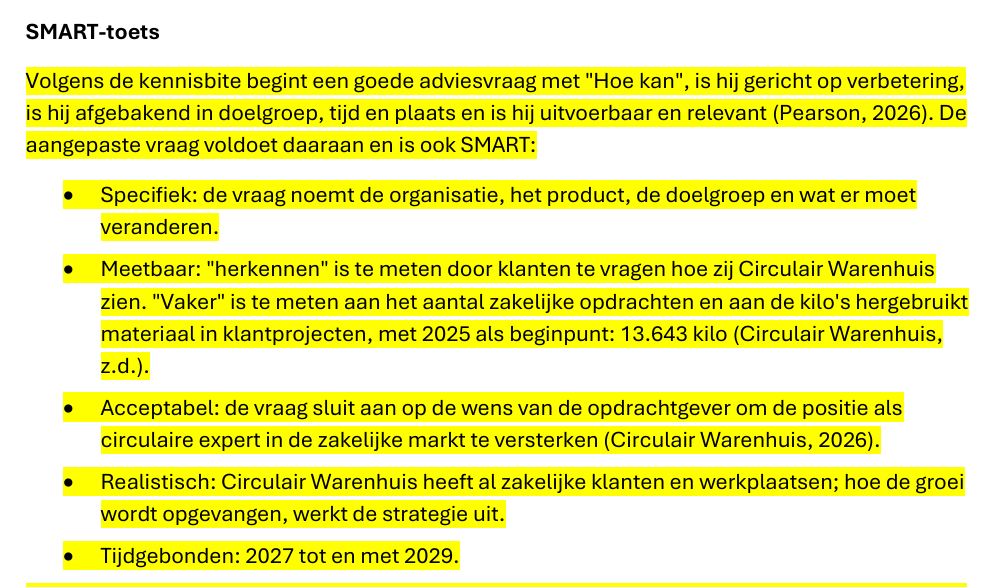 SMART-toets
Volgens de kennisbite begint een goede adviesvraag met "Hoe kan", is hij gericht op verbetering,
is hij afgebakend in doelgroep, tijd en plaats en is hij uitvoerbaar en relevant (Pearson, 2026). De
aangepaste vraag voldoet daaraan en is ook SMART:
• Specifiek: de vraag noemt de organisatie, het product, de doelgroep en wat er moet
veranderen.
• Meetbaar: "herkennen" is te meten door klanten te vragen hoe zij Circulair Warenhuis
zien. "Vaker" is te meten aan het aantal zakelijke opdrachten en aan de kilo's hergebruikt
materiaal in klantprojecten, met 2025 als beginpunt: 13.643 kilo (Circulair Warenhuis,
z.d.).
• Acceptabel: de vraag sluit aan op de wens van de opdrachtgever om de positie als
circulaire expert in de zakelijke markt te versterken (Circulair Warenhuis, 2026).
• Realistisch: Circulair Warenhuis heeft al zakelijke klanten en werkplaatsen; hoe de groei
wordt opgevangen, werkt de strategie uit.
• Tijdgebonden: 2027 tot en met 2029.